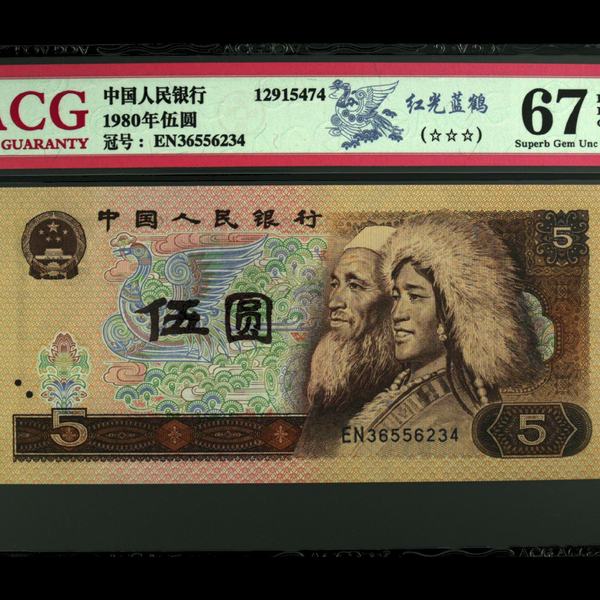 ACG
GUARANTY
中国人民银行
1980年伍圆
冠号：EN36556234
12915474
红光蓝鹤
(☆☆☆)
67
Superb Gem Unc
中国人民银行
5
伍圆
EN36556234
5
5